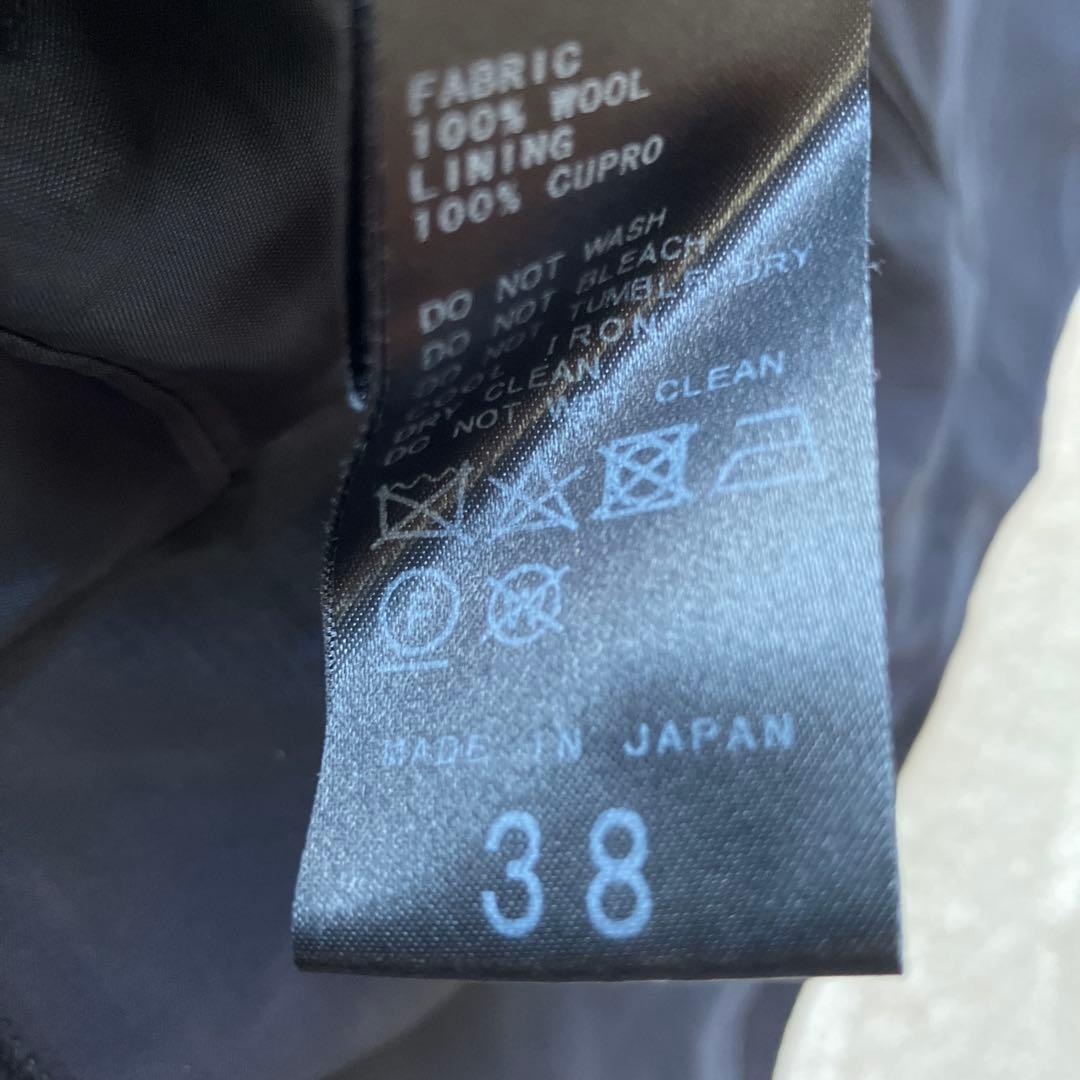 FABRIC
100% WOOL
LINING
100% CUPRO
DO NOT WASH
DO NOT BLEACH
DO NOT TUMBLE DRY
COOL IRON
DRY CLEAN
DO NOT WET CLEAN
P W
MADE IN JAPAN
38